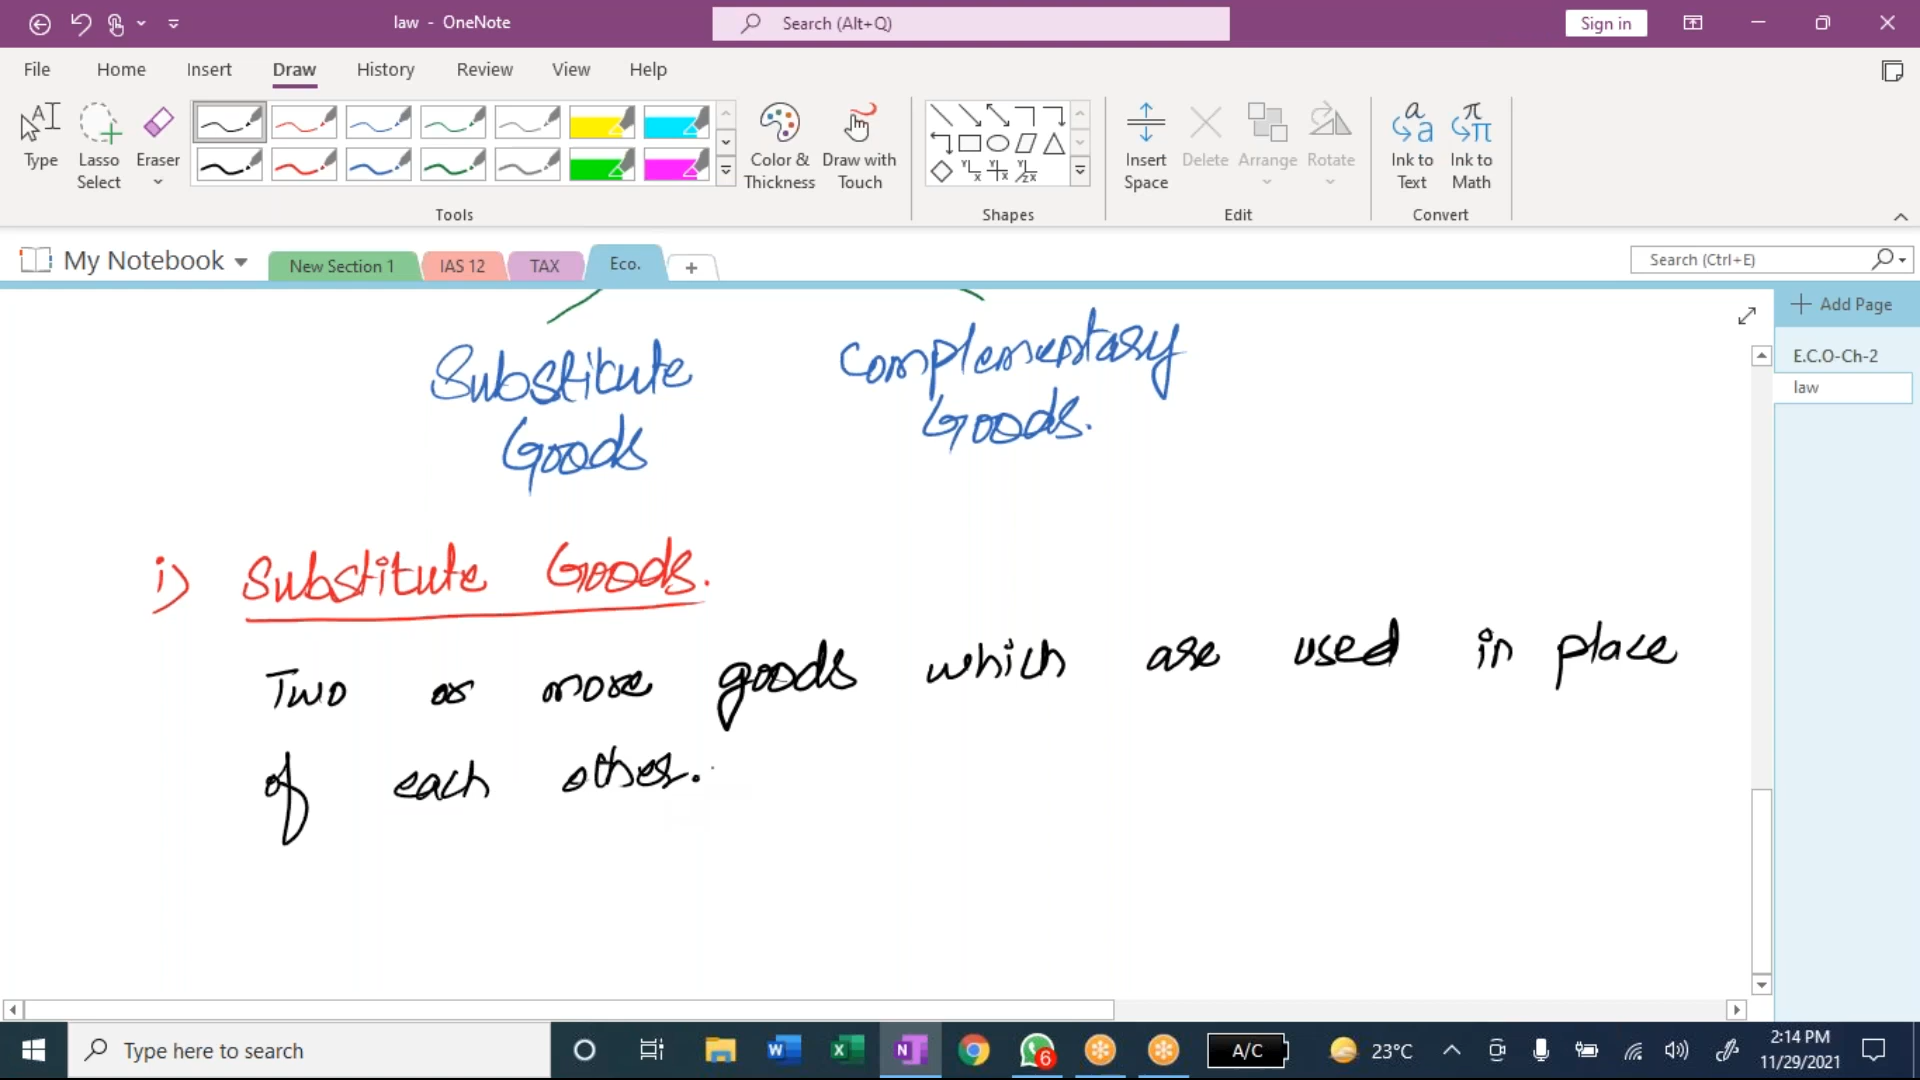 law - OneNote
Search (Alt+Q)
Sign in
File Home Insert Draw History Review View Help
Type
Lasso Select
Eraser
Color & Thickness
Draw with Touch
Insert Space
Delete
Arrange
Rotate
Ink to Text
Ink to Math
Tools
Shapes
Edit
Convert
My Notebook
New Section 1
IAS 12
TAX
Eco.
Search (Ctrl+E)
Add Page
E.C.O-Ch-2
law
Substitute Goods
Complementary Goods.
i) Substitute Goods.
Two or more goods which are used in place
of each other.
Type here to search
6
A/C
23°C
2:14 PM
11/29/2021